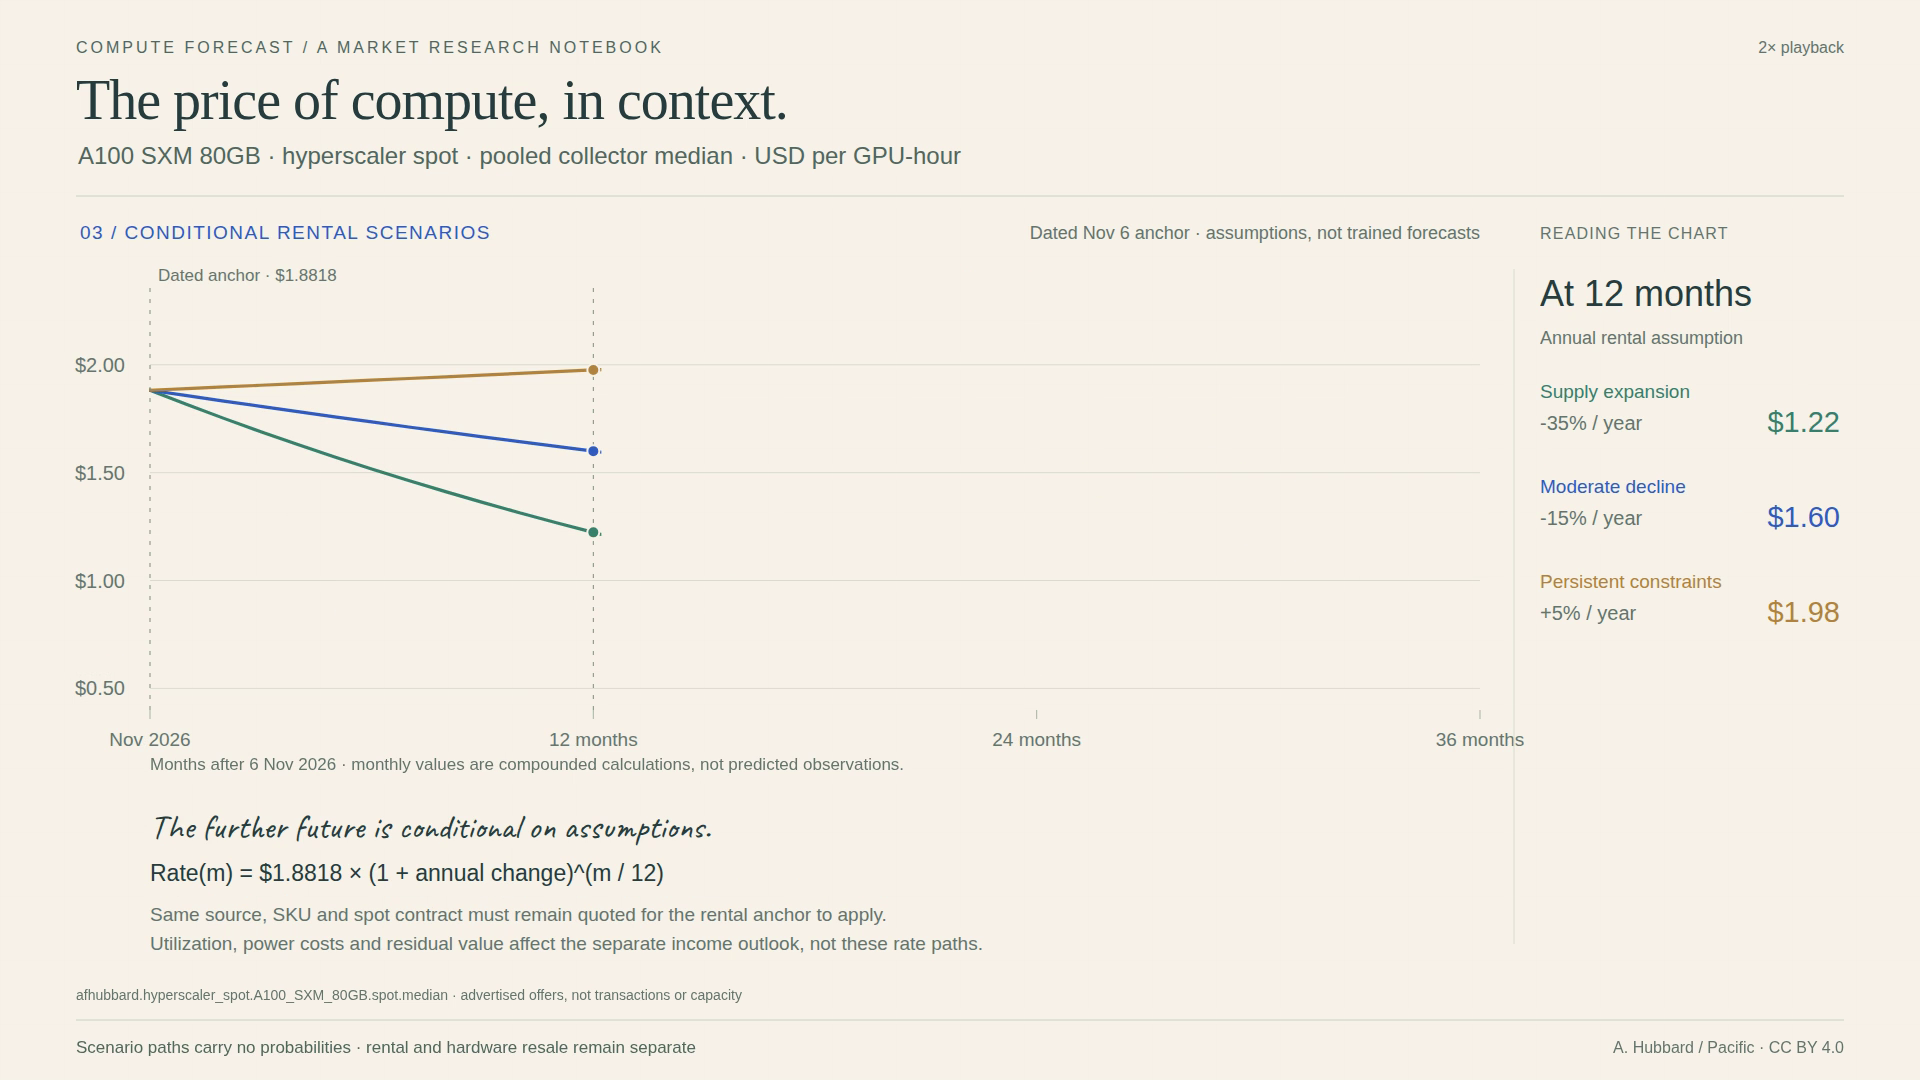 COMPUTE FORECAST / A MARKET RESEARCH NOTEBOOK
2× playback
The price of compute, in context.
A100 SXM 80GB · hyperscaler spot · pooled collector median · USD per GPU-hour
03 / CONDITIONAL RENTAL SCENARIOS
Dated Nov 6 anchor · assumptions, not trained forecasts
Dated anchor · $1.8818
$2.00
$1.50
$1.00
$0.50
Nov 2026
12 months
24 months
36 months
Months after 6 Nov 2026 · monthly values are compounded calculations, not predicted observations.
The further future is conditional on assumptions.
Rate(m) = $1.8818 × (1 + annual change)^(m / 12)
Same source, SKU and spot contract must remain quoted for the rental anchor to apply.
Utilization, power costs and residual value affect the separate income outlook, not these rate paths.
READING THE CHART
At 12 months
Annual rental assumption
Supply expansion
-35% / year $1.22
Moderate decline
-15% / year $1.60
Persistent constraints
+5% / year $1.98
afhubbard.hyperscaler_spot.A100_SXM_80GB.spot.median · advertised offers, not transactions or capacity
Scenario paths carry no probabilities · rental and hardware resale remain separate
A. Hubbard / Pacific · CC BY 4.0